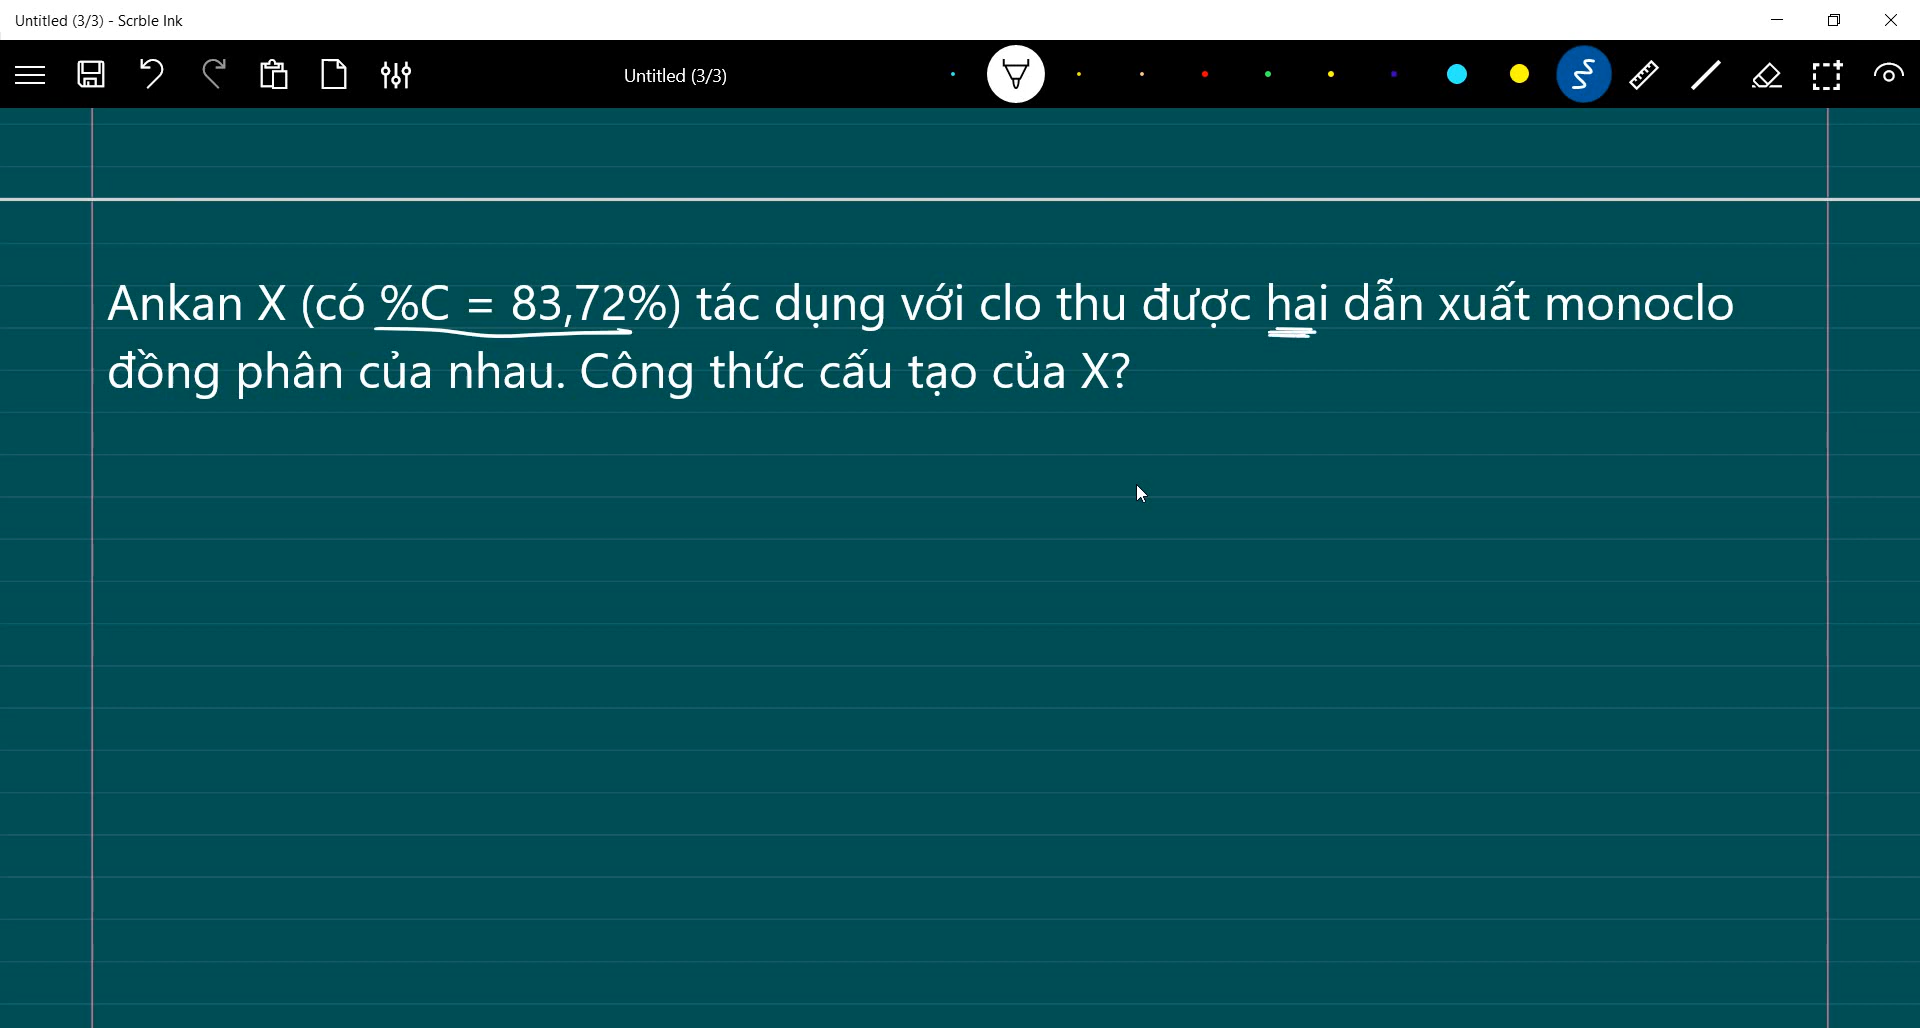 Untitled (3/3) - Scrble Ink
Untitled (3/3)
Ankan X (có %C = 83,72%) tác dụng với clo thu được hai dẫn xuất monoclo
đồng phân của nhau. Công thức cấu tạo của X?